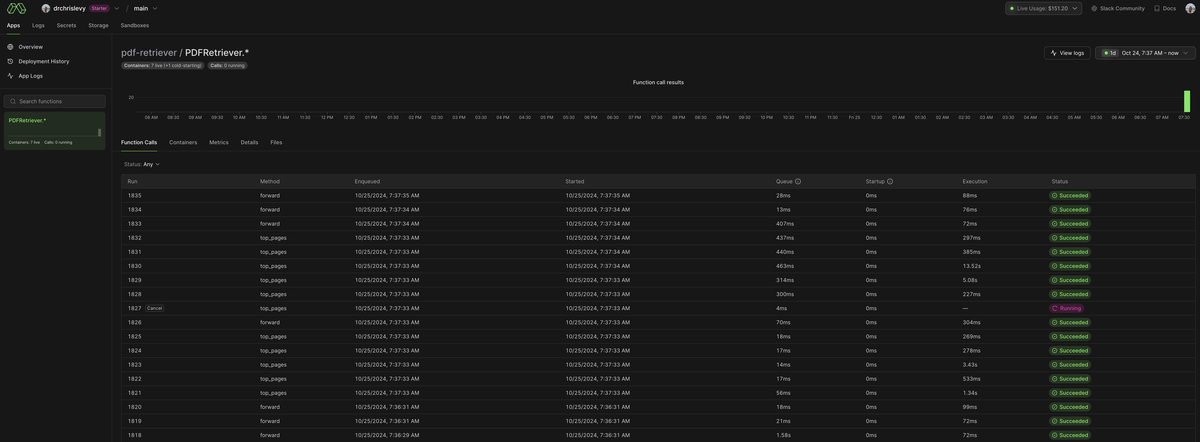 drchrislevy Starter / main Live Usage: $151.20 Slack Community Docs
Apps Logs Secrets Storage Sandboxes
Overview
Deployment History
App Logs
Search functions
PDFRetriever.*
Containers: 7 live Calls: 0 running
pdf-retriever / PDFRetriever.*
Containers: 7 live (+1 cold-starting) Calls: 0 running
View logs
1d Oct 24, 7:37 AM – now
Function call results
20
08 AM 08:30 09 AM 09:30 10 AM 10:30 11 AM 11:30 12 PM 12:30 01 PM 01:30 02 PM 02:30 03 PM 03:30 04 PM 04:30 05 PM 05:30 06 PM 06:30 07 PM 07:30 08 PM 08:30 09 PM 09:30 10 PM 10:30 11 PM 11:30 Fri 25 12:30 01 AM 01:30 02 AM 02:30 03 AM 03:30 04 AM 04:30 05 AM 05:30 06 AM 06:30 07 AM 07:30
Function Calls Containers Metrics Details Files
Status: Any
Run Method Enqueued Started Queue Startup Execution Status
1835 forward 10/25/2024, 7:37:35 AM 10/25/2024, 7:37:35 AM 28ms 0ms 88ms Succeeded
1834 forward 10/25/2024, 7:37:34 AM 10/25/2024, 7:37:34 AM 13ms 0ms 76ms Succeeded
1833 forward 10/25/2024, 7:37:34 AM 10/25/2024, 7:37:34 AM 407ms 0ms 72ms Succeeded
1832 top_pages 10/25/2024, 7:37:33 AM 10/25/2024, 7:37:34 AM 437ms 0ms 297ms Succeeded
1831 top_pages 10/25/2024, 7:37:33 AM 10/25/2024, 7:37:34 AM 440ms 0ms 385ms Succeeded
1830 top_pages 10/25/2024, 7:37:33 AM 10/25/2024, 7:37:34 AM 463ms 0ms 13.52s Succeeded
1829 top_pages 10/25/2024, 7:37:33 AM 10/25/2024, 7:37:34 AM 314ms 0ms 5.08s Succeeded
1828 top_pages 10/25/2024, 7:37:33 AM 10/25/2024, 7:37:34 AM 300ms 0ms 227ms Succeeded
1827 Cancel top_pages 10/25/2024, 7:37:33 AM 10/25/2024, 7:37:33 AM 4ms 0ms — Running
1826 forward 10/25/2024, 7:37:33 AM 10/25/2024, 7:37:33 AM 70ms 0ms 304ms Succeeded
1825 top_pages 10/25/2024, 7:37:33 AM 10/25/2024, 7:37:33 AM 18ms 0ms 269ms Succeeded
1824 top_pages 10/25/2024, 7:37:33 AM 10/25/2024, 7:37:33 AM 17ms 0ms 278ms Succeeded
1823 top_pages 10/25/2024, 7:37:33 AM 10/25/2024, 7:37:33 AM 14ms 0ms 3.43s Succeeded
1822 top_pages 10/25/2024, 7:37:33 AM 10/25/2024, 7:37:33 AM 17ms 0ms 533ms Succeeded
1821 top_pages 10/25/2024, 7:37:33 AM 10/25/2024, 7:37:33 AM 56ms 0ms 1.34s Succeeded
1820 forward 10/25/2024, 7:36:31 AM 10/25/2024, 7:36:31 AM 18ms 0ms 99ms Succeeded
1819 forward 10/25/2024, 7:36:31 AM 10/25/2024, 7:36:31 AM 21ms 0ms 72ms Succeeded
1818 forward 10/25/2024, 7:36:29 AM 10/25/2024, 7:36:31 AM 1.58s 0ms 72ms Succeeded